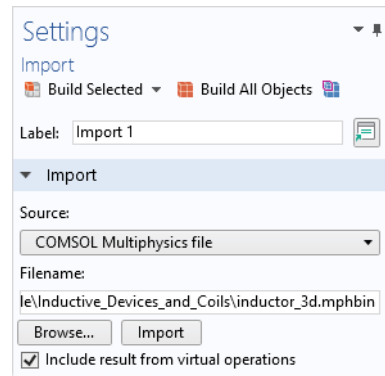 Settings
Import
Build Selected Build All Objects
Label: Import 1
Import
Source:
COMSOL Multiphysics file
Filename:
le\Inductive_Devices_and_Coils\inductor_3d.mphbin
Browse... Import
Include result from virtual operations